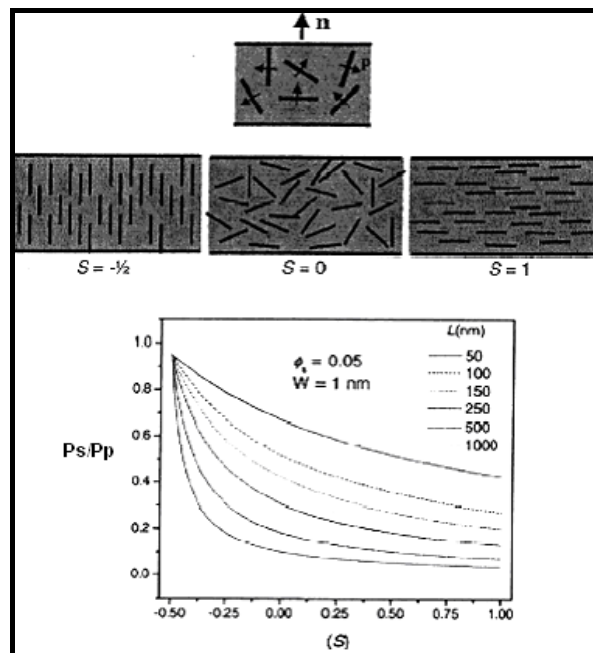 n
p
S = -½ S = 0 S = 1
L(nm)
1.0
ϕs = 0.05
W = 1 nm
50
100
150
250
500
1000
0.8
0.6
Ps/Pp
0.4
0.2
0.0
-0.50 -0.25 0.00 0.25 0.50 0.75 1.00
(S)